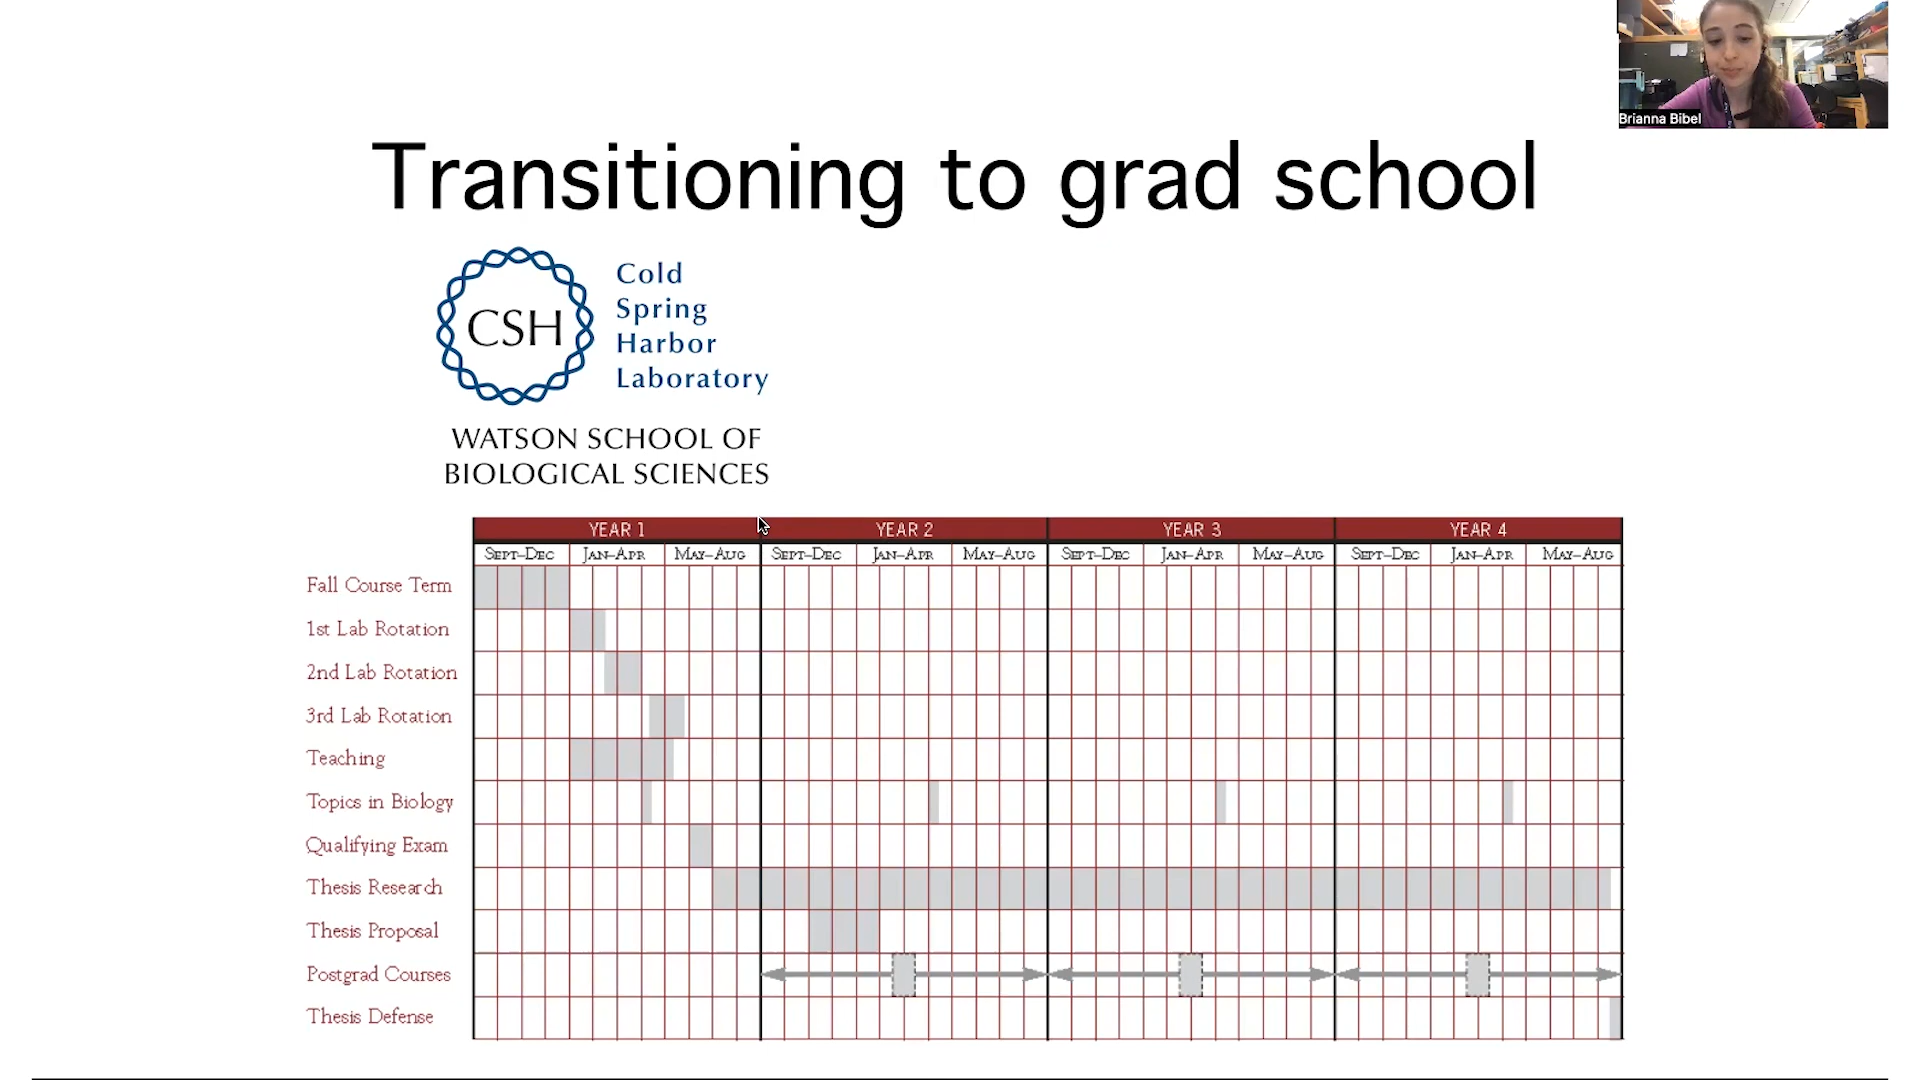 Brianna Bibel
Transitioning to grad school
CSH
Cold
Spring
Harbor
Laboratory
WATSON SCHOOL OF
BIOLOGICAL SCIENCES
YEAR 1 YEAR 2 YEAR 3 YEAR 4
SEPT–DEC JAN–APR MAY–AUG SEPT–DEC JAN–APR MAY–AUG SEPT–DEC JAN–APR MAY–AUG SEPT–DEC JAN–APR MAY–AUG
Fall Course Term
1st Lab Rotation
2nd Lab Rotation
3rd Lab Rotation
Teaching
Topics in Biology
Qualifying Exam
Thesis Research
Thesis Proposal
Postgrad Courses
Thesis Defense